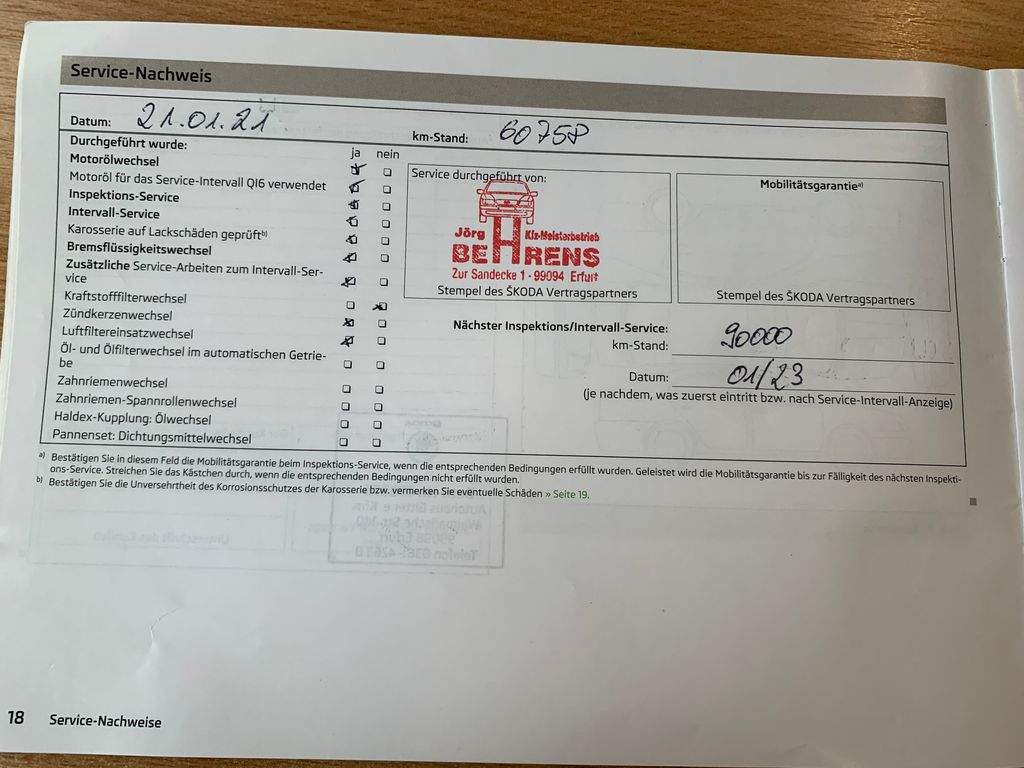 Service-Nachweis
Datum: 21.01.21
km-Stand: 60758
Durchgeführt wurde:
ja nein
Motorölwechsel
Motoröl für das Service-Intervall QI6 verwendet
Inspektions-Service
Intervall-Service
Karosserie auf Lackschäden geprüft b)
Bremsflüssigkeitswechsel
Zusätzliche Service-Arbeiten zum Intervall-Ser-
vice
Kraftstofffilterwechsel
Zündkerzenwechsel
Luftfiltereinsatzwechsel
Öl- und Ölfilterwechsel im automatischen Getrie-
be
Zahnriemenwechsel
Zahnriemen-Spannrollenwechsel
Haldex-Kupplung: Ölwechsel
Pannenset: Dichtungsmittelwechsel
Service durchgeführt von:
Jörg Kfz-Meisterbetrieb
BEHRENS
Zur Sandecke 1 - 99094 Erfurt
Stempel des ŠKODA Vertragspartners
Mobilitätsgarantie a)
Stempel des ŠKODA Vertragspartners
Nächster Inspektions/Intervall-Service:
km-Stand: 90000
Datum: 01/23
(je nachdem, was zuerst eintritt bzw. nach Service-Intervall-Anzeige)
a) Bestätigen Sie in diesem Feld die Mobilitätsgarantie beim Inspektions-Service, wenn die entsprechenden Bedingungen erfüllt wurden. Geleistet wird die Mobilitätsgarantie bis zur Fälligkeit des nächsten Inspekti-
ons-Service. Streichen Sie das Kästchen durch, wenn die entsprechenden Bedingungen nicht erfüllt wurden.
b) Bestätigen Sie die Unversehrtheit des Korrosionsschutzes der Karosserie bzw. vermerken Sie eventuelle Schäden » Seite 19.
18 Service-Nachweise